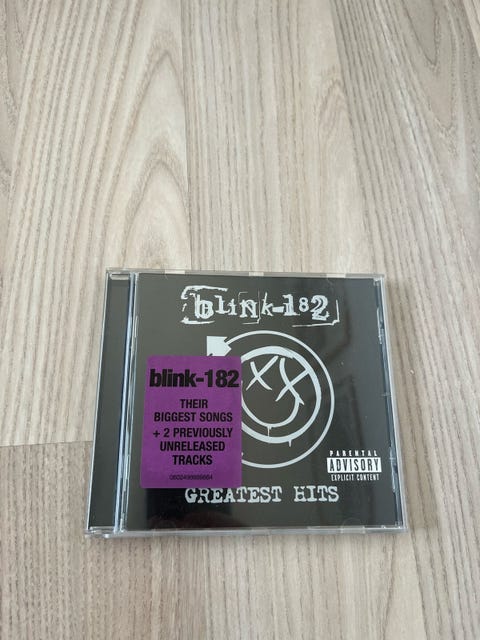 blink-182
blink-182
THEIR
BIGGEST SONGS
+ 2 PREVIOUSLY
UNRELEASED
TRACKS
GREATEST HITS
PARENTAL
ADVISORY
EXPLICIT CONTENT